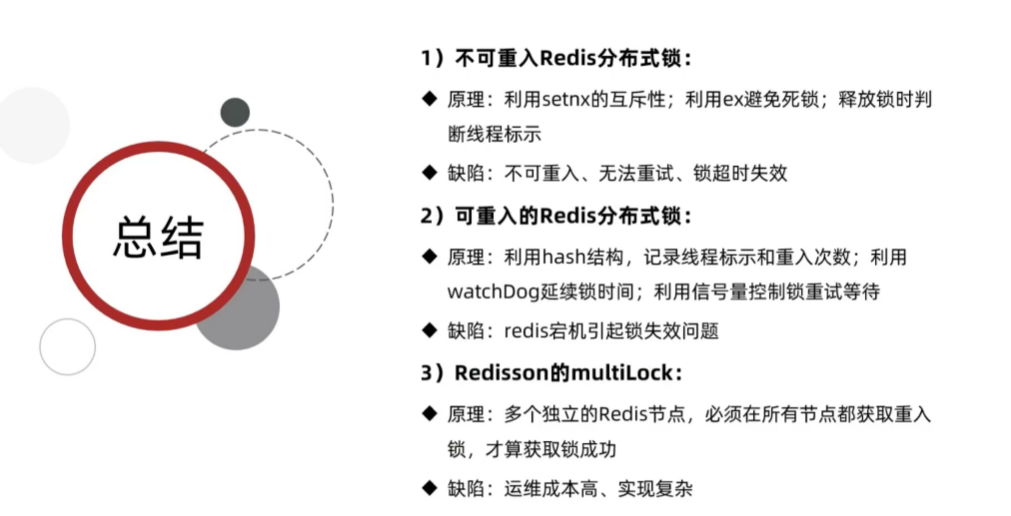 总结
1）不可重入Redis分布式锁：
◆ 原理：利用setnx的互斥性；利用ex避免死锁；释放锁时判
断线程标示
◆ 缺陷：不可重入、无法重试、锁超时失效
2）可重入的Redis分布式锁：
◆ 原理：利用hash结构，记录线程标示和重入次数；利用
watchDog延续锁时间；利用信号量控制锁重试等待
◆ 缺陷：redis宕机引起锁失效问题
3）Redisson的multiLock：
◆ 原理：多个独立的Redis节点，必须在所有节点都获取重入
锁，才算获取锁成功
◆ 缺陷：运维成本高、实现复杂